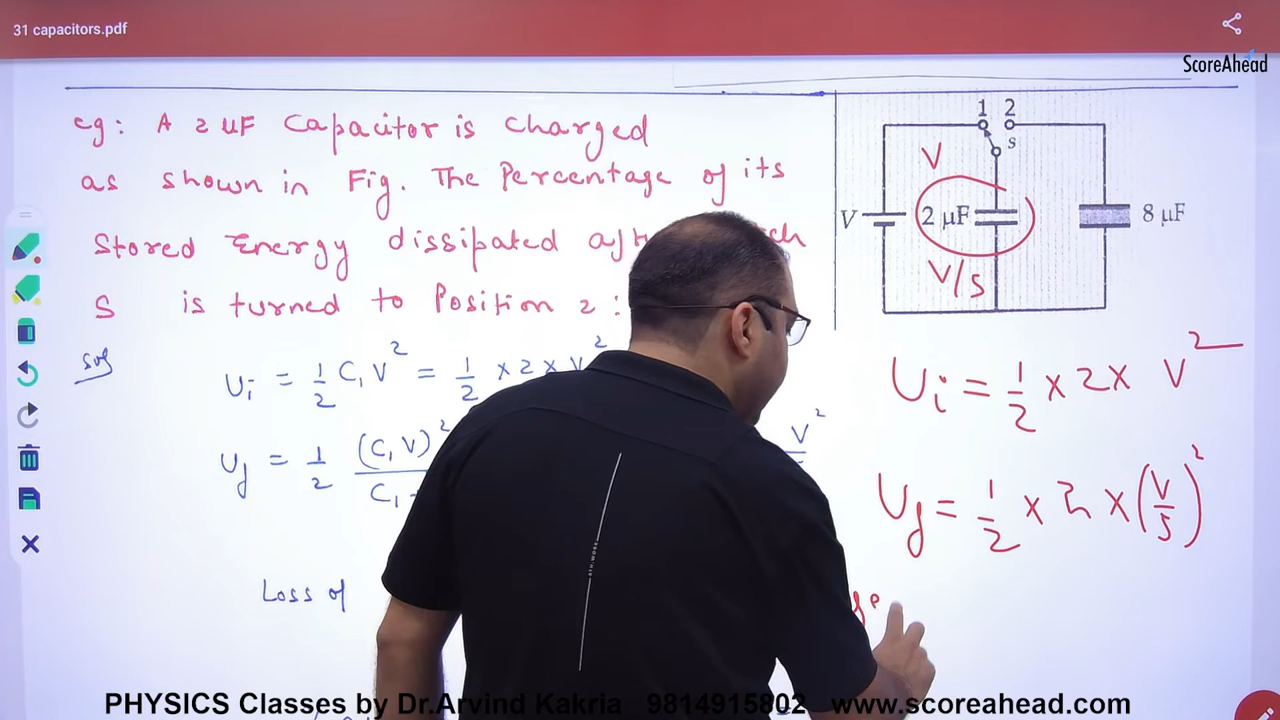 31 capacitors.pdf
ScoreAhead
eg: A 2 uF Capacitor is charged
as shown in Fig. The Percentage of its
Stored Energy dissipated
S is turned to Position 2:
1 2
S
V
V
2 μF
8 μF
V/5
Sol
Ui = 1/2 C1 V² = 1/2 × 2 × V²
Uf = 1/2 (C1 V)²
C1
V²
Ui = 1/2 × 2 × V²
Uf = 1/2 × 2 × (V/5)²
Loss of
PHYSICS Classes by Dr.Arvind Kakria 9814915802 www.scoreahead.com